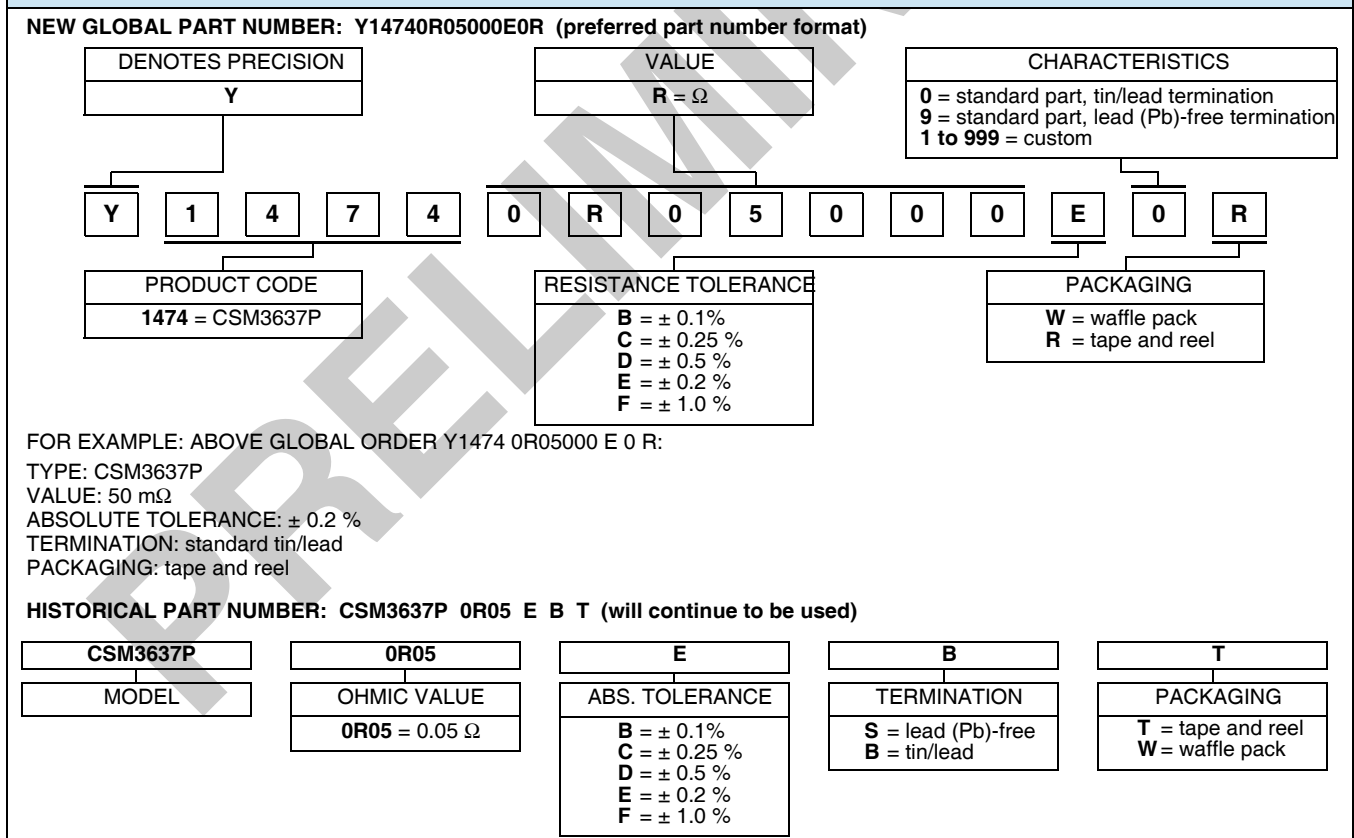 NEW GLOBAL PART NUMBER: Y14740R05000E0R (preferred part number format)
DENOTES PRECISION
Y
VALUE
R = Ω
CHARACTERISTICS
0 = standard part, tin/lead termination
9 = standard part, lead (Pb)-free termination
1 to 999 = custom
Y 1 4 7 4 0 R 0 5 0 0 0 E 0 R
PRODUCT CODE
1474 = CSM3637P
RESISTANCE TOLERANCE
B = ± 0.1%
C = ± 0.25 %
D = ± 0.5 %
E = ± 0.2 %
F = ± 1.0 %
PACKAGING
W = waffle pack
R = tape and reel
FOR EXAMPLE: ABOVE GLOBAL ORDER Y1474 0R05000 E 0 R:
TYPE: CSM3637P
VALUE: 50 mΩ
ABSOLUTE TOLERANCE: ± 0.2 %
TERMINATION: standard tin/lead
PACKAGING: tape and reel
HISTORICAL PART NUMBER: CSM3637P 0R05 E B T (will continue to be used)
CSM3637P
MODEL
0R05
OHMIC VALUE
0R05 = 0.05 Ω
E
ABS. TOLERANCE
B = ± 0.1%
C = ± 0.25 %
D = ± 0.5 %
E = ± 0.2 %
F = ± 1.0 %
B
TERMINATION
S = lead (Pb)-free
B = tin/lead
T
PACKAGING
T = tape and reel
W = waffle pack
PRELIMIN